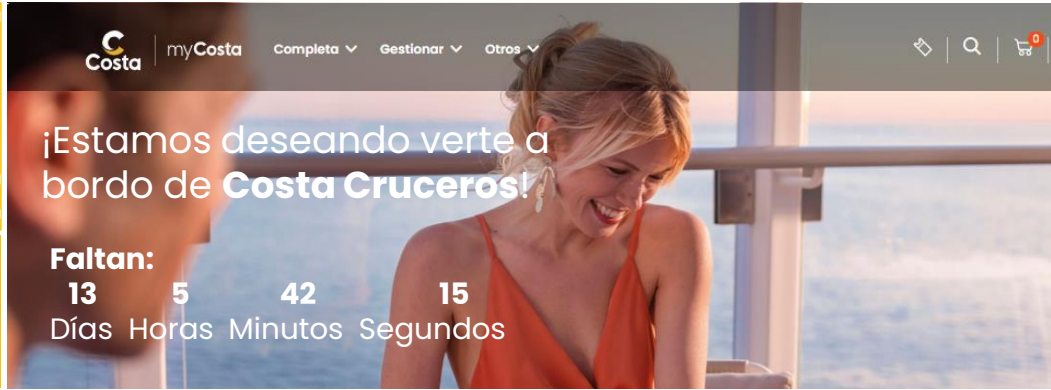 Costa
myCosta
Completa
Gestionar
Otros
0
¡Estamos deseando verte a
bordo de Costa Cruceros!
Faltan:
13 5 42 15
Días Horas Minutos Segundos